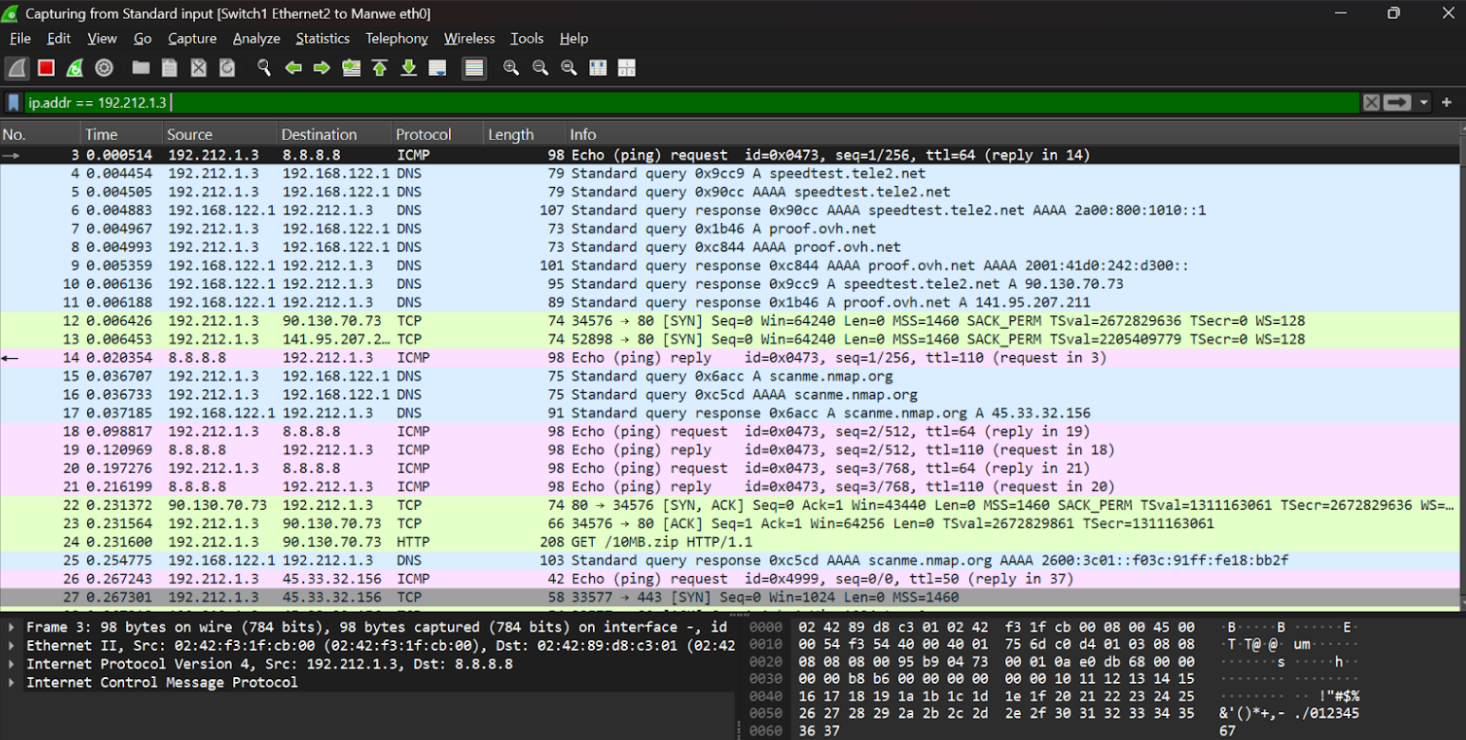 Capturing from Standard input [Switch1 Ethernet2 to Manwe eth0]
File Edit View Go Capture Analyze Statistics Telephony Wireless Tools Help
ip.addr == 192.212.1.3
No. Time Source Destination Protocol Length Info
3 0.000514 192.212.1.3 8.8.8.8 ICMP 98 Echo (ping) request id=0x0473, seq=1/256, ttl=64 (reply in 14)
4 0.004454 192.212.1.3 192.168.122.1 DNS 79 Standard query 0x9cc9 A speedtest.tele2.net
5 0.004505 192.212.1.3 192.168.122.1 DNS 79 Standard query 0x90cc AAAA speedtest.tele2.net
6 0.004883 192.168.122.1 192.212.1.3 DNS 107 Standard query response 0x90cc AAAA speedtest.tele2.net AAAA 2a00:800:1010::1
7 0.004967 192.212.1.3 192.168.122.1 DNS 73 Standard query 0x1b46 A proof.ovh.net
8 0.004993 192.212.1.3 192.168.122.1 DNS 73 Standard query 0xc844 AAAA proof.ovh.net
9 0.005359 192.168.122.1 192.212.1.3 DNS 101 Standard query response 0xc844 AAAA proof.ovh.net AAAA 2001:41d0:242:d300::
10 0.006136 192.168.122.1 192.212.1.3 DNS 95 Standard query response 0x9cc9 A speedtest.tele2.net A 90.130.70.73
11 0.006188 192.168.122.1 192.212.1.3 DNS 89 Standard query response 0x1b46 A proof.ovh.net A 141.95.207.211
12 0.006426 192.212.1.3 90.130.70.73 TCP 74 34576 → 80 [SYN] Seq=0 Win=64240 Len=0 MSS=1460 SACK_PERM TSval=2672829636 TSecr=0 WS=128
13 0.006453 192.212.1.3 141.95.207.2… TCP 74 52898 → 80 [SYN] Seq=0 Win=64240 Len=0 MSS=1460 SACK_PERM TSval=2205409779 TSecr=0 WS=128
14 0.020354 8.8.8.8 192.212.1.3 ICMP 98 Echo (ping) reply id=0x0473, seq=1/256, ttl=110 (request in 3)
15 0.036707 192.212.1.3 192.168.122.1 DNS 75 Standard query 0x6acc A scanme.nmap.org
16 0.036733 192.212.1.3 192.168.122.1 DNS 75 Standard query 0xc5cd AAAA scanme.nmap.org
17 0.037185 192.168.122.1 192.212.1.3 DNS 91 Standard query response 0x6acc A scanme.nmap.org A 45.33.32.156
18 0.098817 192.212.1.3 8.8.8.8 ICMP 98 Echo (ping) request id=0x0473, seq=2/512, ttl=64 (reply in 19)
19 0.120969 8.8.8.8 192.212.1.3 ICMP 98 Echo (ping) reply id=0x0473, seq=2/512, ttl=110 (request in 18)
20 0.197276 192.212.1.3 8.8.8.8 ICMP 98 Echo (ping) request id=0x0473, seq=3/768, ttl=64 (reply in 21)
21 0.216199 8.8.8.8 192.212.1.3 ICMP 98 Echo (ping) reply id=0x0473, seq=3/768, ttl=110 (request in 20)
22 0.231372 90.130.70.73 192.212.1.3 TCP 74 80 → 34576 [SYN, ACK] Seq=0 Ack=1 Win=43440 Len=0 MSS=1460 SACK_PERM TSval=1311163061 TSecr=2672829636 WS=…
23 0.231564 192.212.1.3 90.130.70.73 TCP 66 34576 → 80 [ACK] Seq=1 Ack=1 Win=64256 Len=0 TSval=2672829861 TSecr=1311163061
24 0.231600 192.212.1.3 90.130.70.73 HTTP 208 GET /10MB.zip HTTP/1.1
25 0.254775 192.168.122.1 192.212.1.3 DNS 103 Standard query response 0xc5cd AAAA scanme.nmap.org AAAA 2600:3c01::f03c:91ff:fe18:bb2f
26 0.267243 192.212.1.3 45.33.32.156 ICMP 42 Echo (ping) request id=0x4999, seq=0/0, ttl=50 (reply in 37)
27 0.267301 192.212.1.3 45.33.32.156 TCP 58 33577 → 443 [SYN] Seq=0 Win=1024 Len=0 MSS=1460
Frame 3: 98 bytes on wire (784 bits), 98 bytes captured (784 bits) on interface -, id
Ethernet II, Src: 02:42:f3:1f:cb:00 (02:42:f3:1f:cb:00), Dst: 02:42:89:d8:c3:01 (02:42
Internet Protocol Version 4, Src: 192.212.1.3, Dst: 8.8.8.8
Internet Control Message Protocol
0000 02 42 89 d8 c3 01 02 42 f3 1f cb 00 08 00 45 00 ·B·····B ······E·
0010 00 54 f3 54 40 00 40 01 75 6d c0 d4 01 03 08 08 ·T·T@·@· um······
0020 08 08 08 00 95 b9 04 73 00 01 0a e0 db 68 00 00 ·······s ·····h··
0030 00 00 b8 b6 00 00 00 00 00 00 10 11 12 13 14 15 ········ ········
0040 16 17 18 19 1a 1b 1c 1d 1e 1f 20 21 22 23 24 25 ········ ·· !"#$%
0050 26 27 28 29 2a 2b 2c 2d 2e 2f 30 31 32 33 34 35 &'()*+,- ./012345
0060 36 37 67